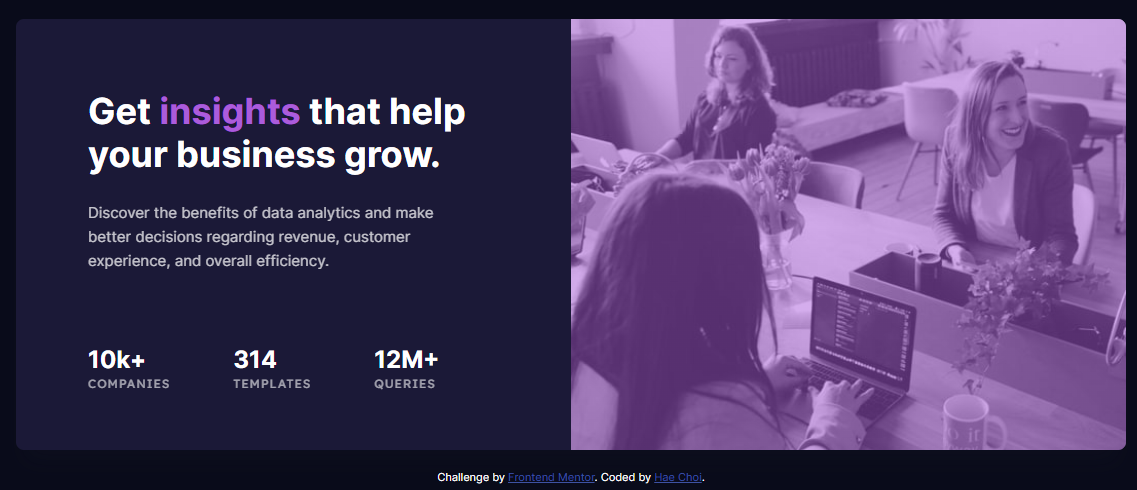 Get insights that help
your business grow.
Discover the benefits of data analytics and make
better decisions regarding revenue, customer
experience, and overall efficiency.
10k+ 314 12M+
COMPANIES TEMPLATES QUERIES
Challenge by Frontend Mentor. Coded by Hae Choi.